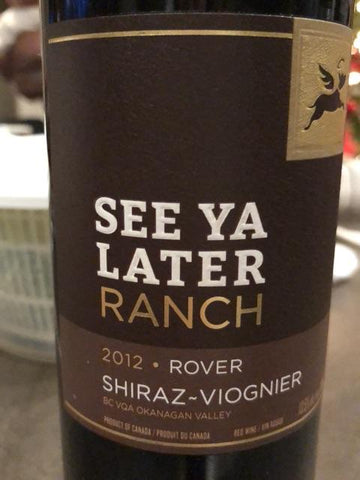 SEE YA
LATER
RANCH
2012 • ROVER
SHIRAZ~VIOGNIER
BC VQA OKANAGAN VALLEY
PRODUCT OF CANADA / PRODUIT DU CANADA
RED WINE / VIN ROUGE